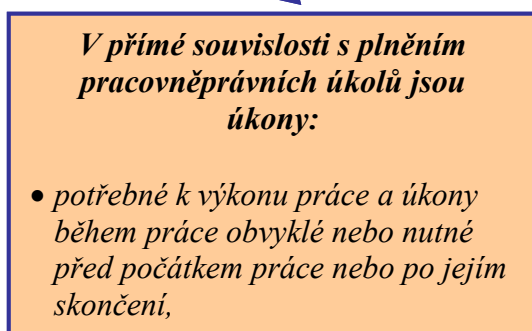 V přímé souvislosti s plněním
pracovněprávních úkolů jsou
úkony:
• potřebné k výkonu práce a úkony
během práce obvyklé nebo nutné
před počátkem práce nebo po jejím
skončení,